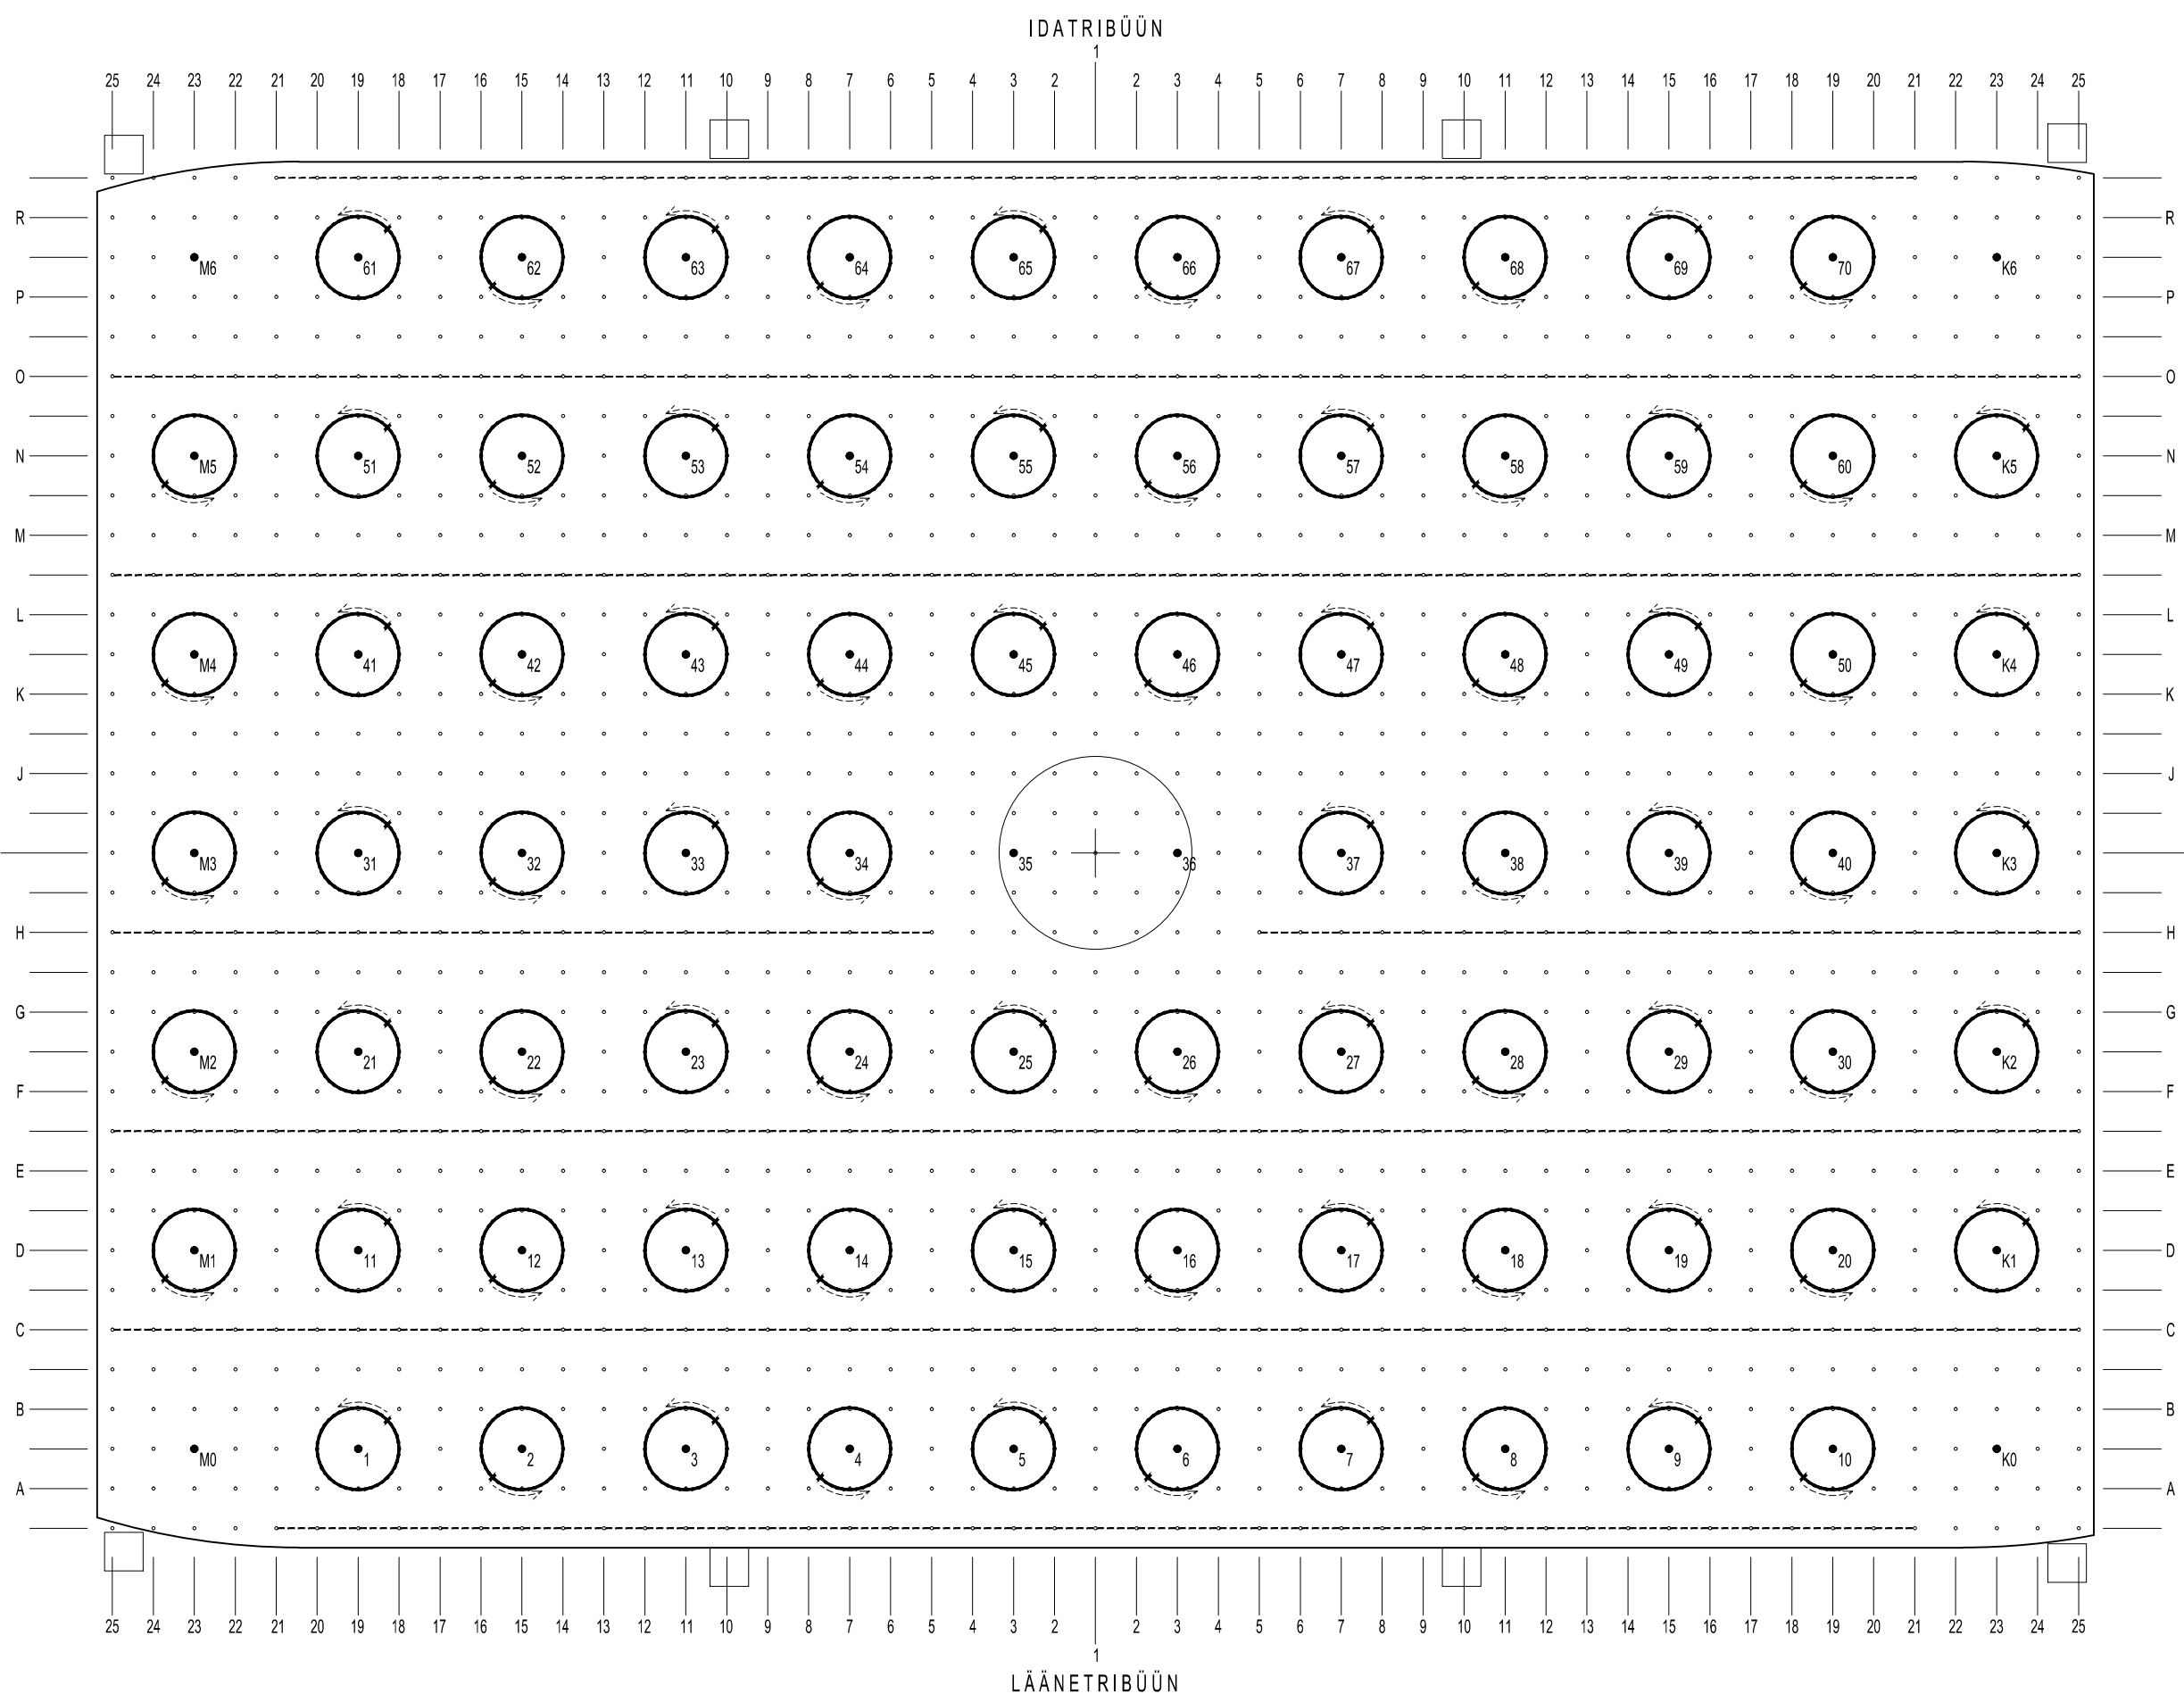 IDATRIBÜÜN
1
25 24 23 22 21 20 19 18 17 16 15 14 13 12 11 10 9 8 7 6 5 4 3 2 2 3 4 5 6 7 8 9 10 11 12 13 14 15 16 17 18 19 20 21 22 23 24 25
R R
M6 61 62 63 64 65 66 67 68 69 70 K6
P P
O O
N N
M5 51 52 53 54 55 56 57 58 59 60 K5
M M
L L
M4 41 42 43 44 45 46 47 48 49 50 K4
K K
J J
M3 31 32 33 34 35 36 37 38 39 40 K3
H H
G G
M2 21 22 23 24 25 26 27 28 29 30 K2
F F
E E
D D
M1 11 12 13 14 15 16 17 18 19 20 K1
C C
B B
M0 1 2 3 4 5 6 7 8 9 10 K0
A A
25 24 23 22 21 20 19 18 17 16 15 14 13 12 11 10 9 8 7 6 5 4 3 2 2 3 4 5 6 7 8 9 10 11 12 13 14 15 16 17 18 19 20 21 22 23 24 25
1
LÄÄNETRIBÜÜN